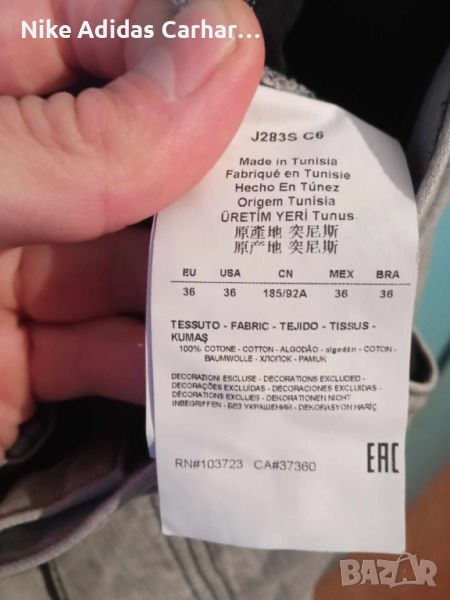 Nike Adidas Carhar...
J283S C6
Made in Tunisia
Fabriqué en Tunisie
Hecho En Túnez
Origem Tunisia
ÜRETİM YERİ Tunus
原產地 突尼斯
原产地 突尼斯
EU USA CN MEX BRA
36 36 185/92A 36 36
TESSUTO - FABRIC - TEJIDO - TISSUS -
KUMAŞ
100% COTONE - COTTON - ALGODÃO - algodón - COTON -
BAUMWOLLE - ХЛОПОК - PAMUK
DECORAZIONI ESCLUSE - DECORATIONS EXCLUDED -
DECORAÇÕES EXCLUÍDAS - DECORACIONES EXCLUIDAS -
DÉCORATIONS EXCLUES - DEKORATIONEN NICHT
INBEGRIFFEN - БЕЗ УКРАШЕНИЙ - DEKORASYON HARİÇ
RN#103723 CA#37360
EAC
BAZAR